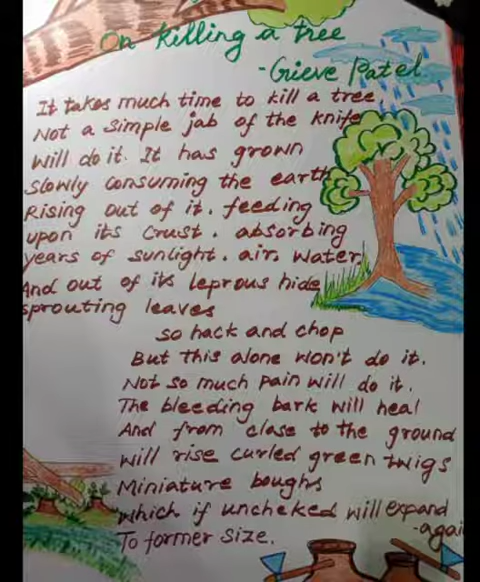 On killing a tree
-Grieve Patel
It takes much time to kill a tree
Not a simple jab of the knife
Will do it. It has grown
Slowly consuming the earth
Rising out of it. feeding
upon its crust. absorbing
years of sunlight. air. water
And out of its leprous hide
sprouting leaves
so hack and chop
But this alone won't do it.
Not so much pain will do it.
The bleeding bark will heal
And from close to the ground
will rise curled green twigs
Miniature boughs
which if uncheked will expand
-agai
To former size.